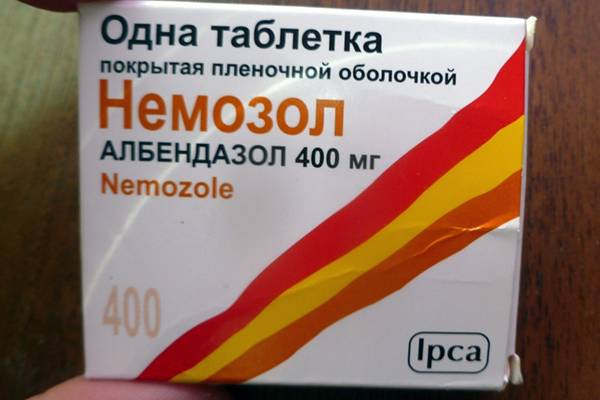 Одна таблетка
покрытая пленочной оболочкой
Немозол
АЛБЕНДАЗОЛ 400 мг
Nemozole
400
Ipca